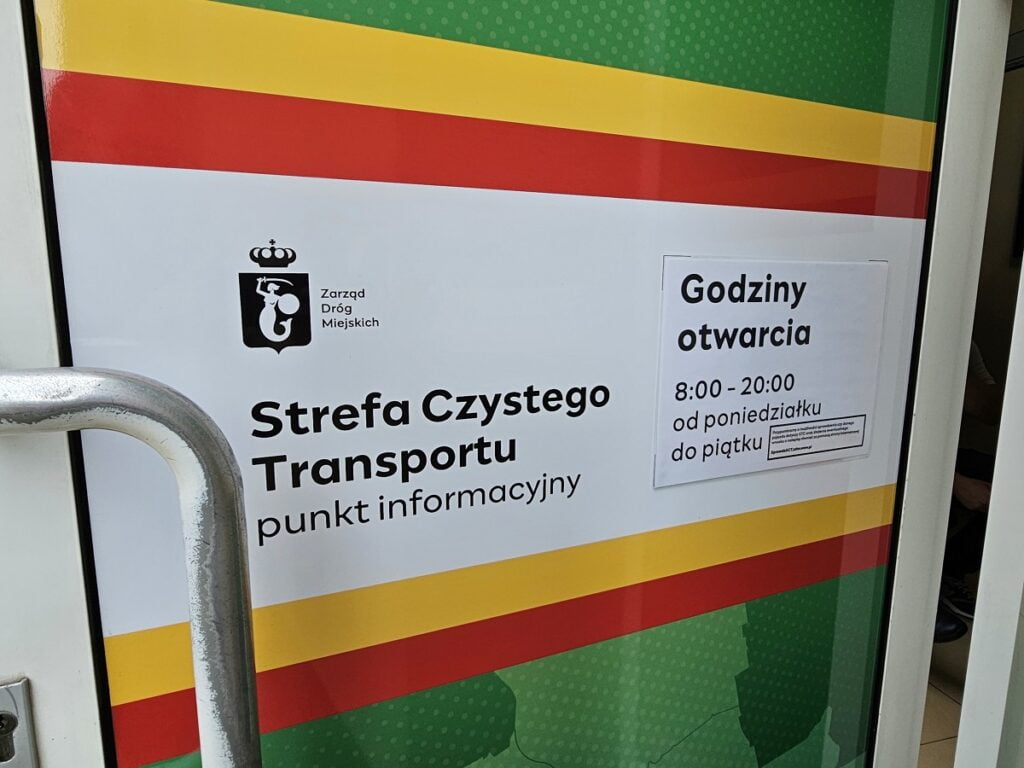 Zarząd
Dróg
Miejskich
Strefa Czystego
Transportu
punkt informacyjny
Godziny
otwarcia
8:00 - 20:00
od poniedziałku
do piątku